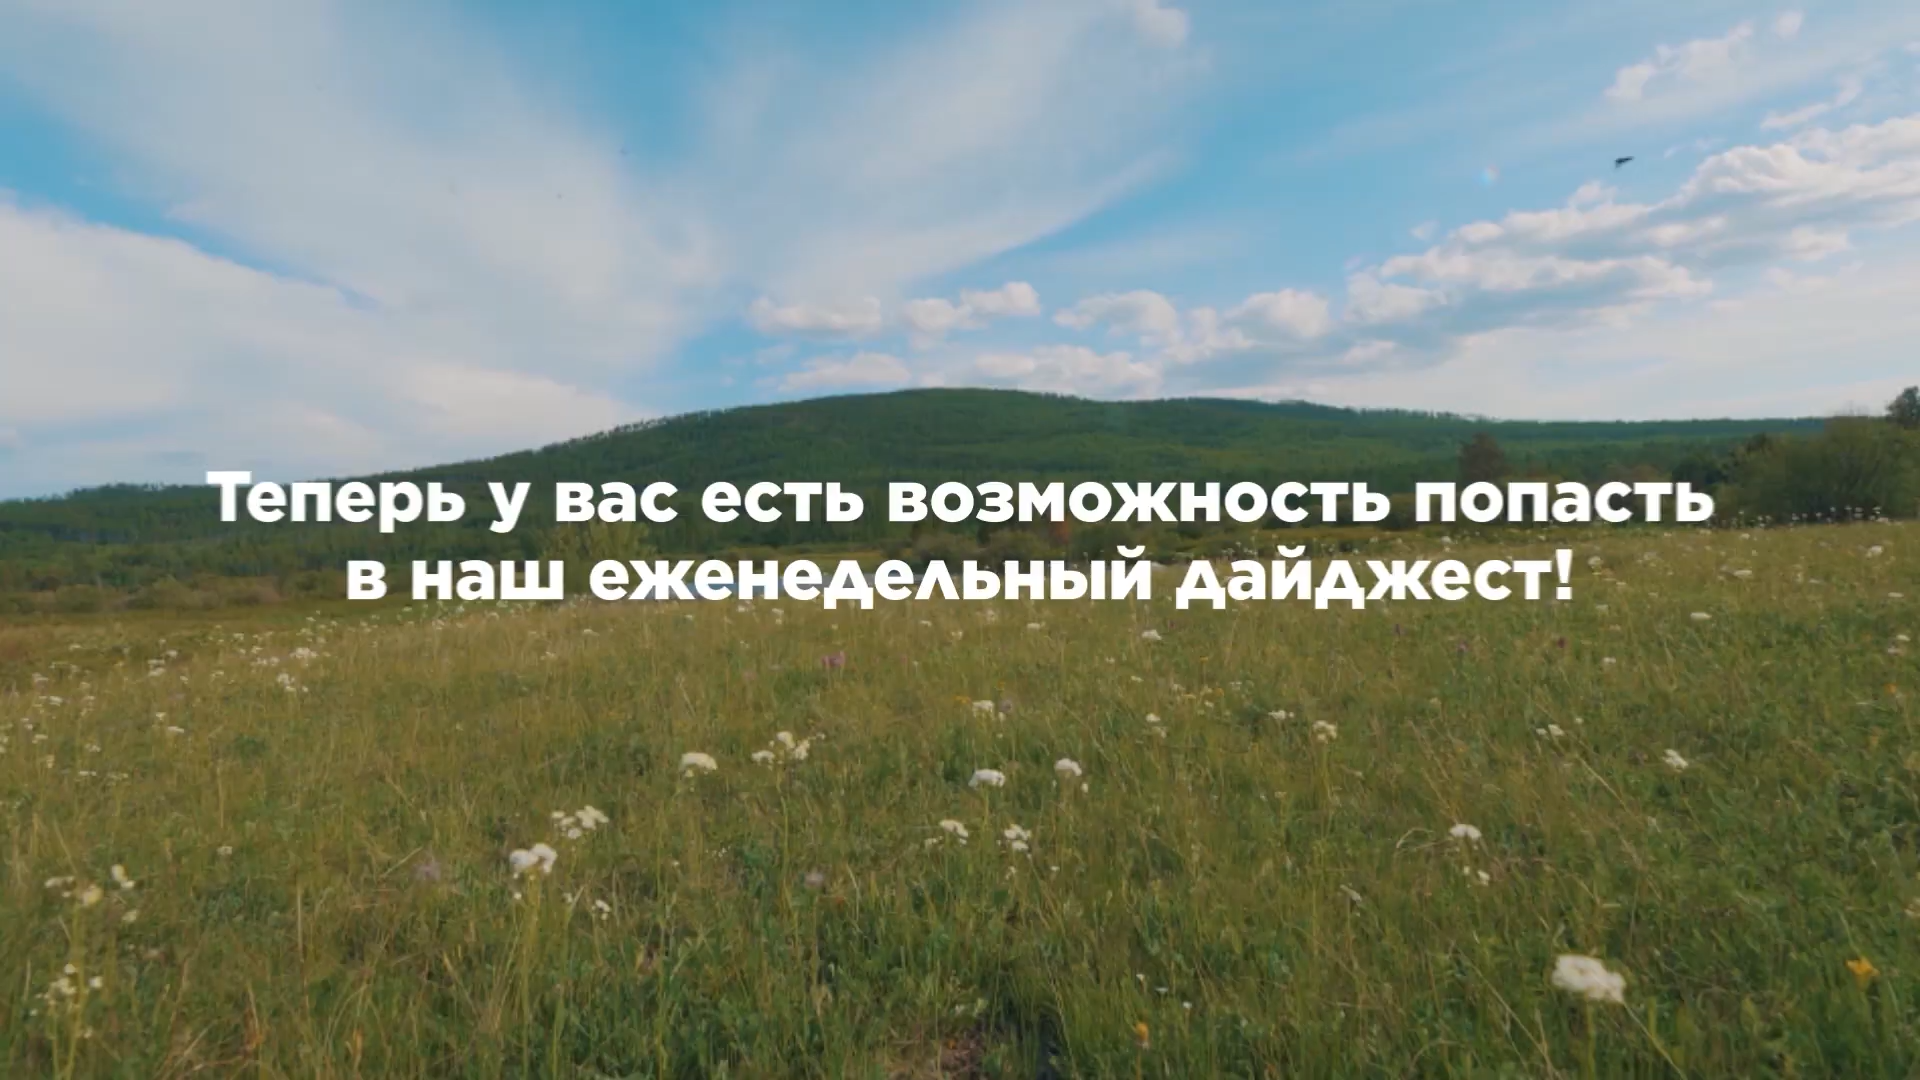 Теперь у вас есть возможность попасть
в наш еженедельный дайджест!